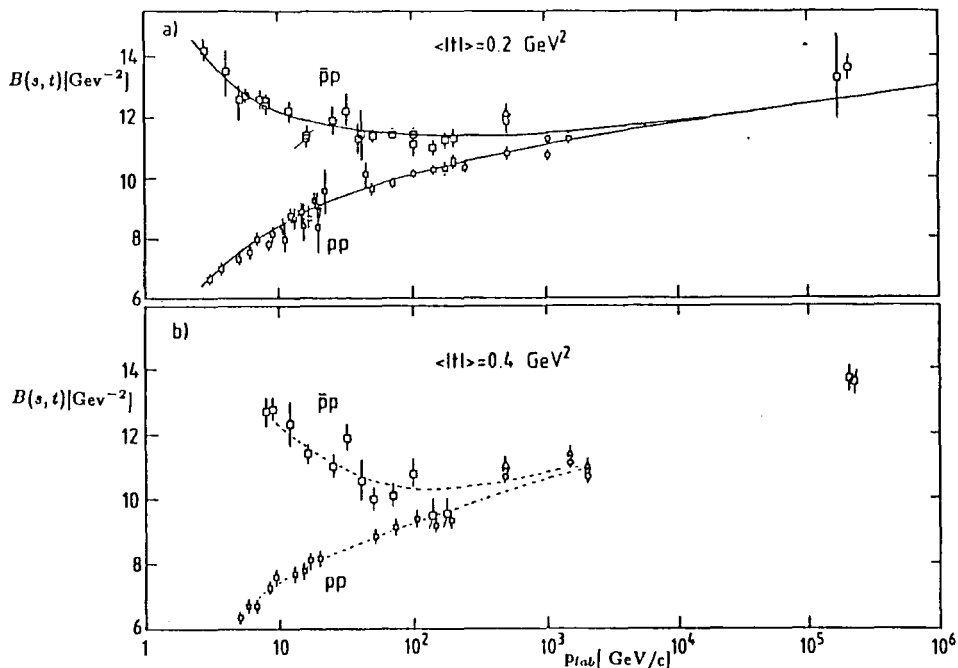 a)
<|t|>=0.2 GeV²
14
B(s,t)[Gev⁻²]
p̄p
12
10
8
pp
6
b)
<|t|>=0.4 GeV²
14
B(s,t)[Gev⁻²]
p̄p
12
10
8
pp
6
1 10 10² 10³ 10⁴ 10⁵ 10⁶
p_lab[ GeV/c]